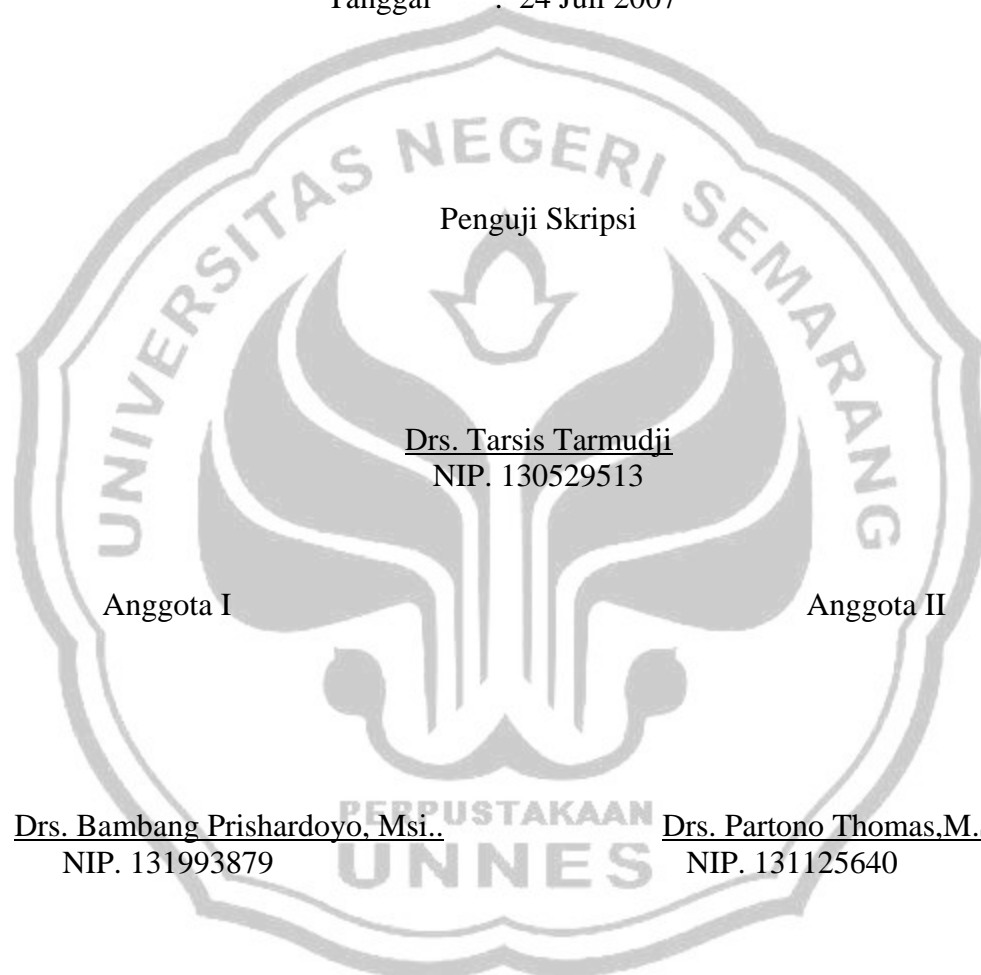 Tanggal : 24 Juli 2007
UNIVERSITAS NEGERI SEMARANG
Penguji Skripsi
Drs. Tarsis Tarmudji
NIP. 130529513
Anggota I Anggota II
Drs. Bambang Prishardoyo, Msi.. Drs. Partono Thomas,M.
NIP. 131993879 NIP. 131125640
PERPUSTAKAAN
UNNES